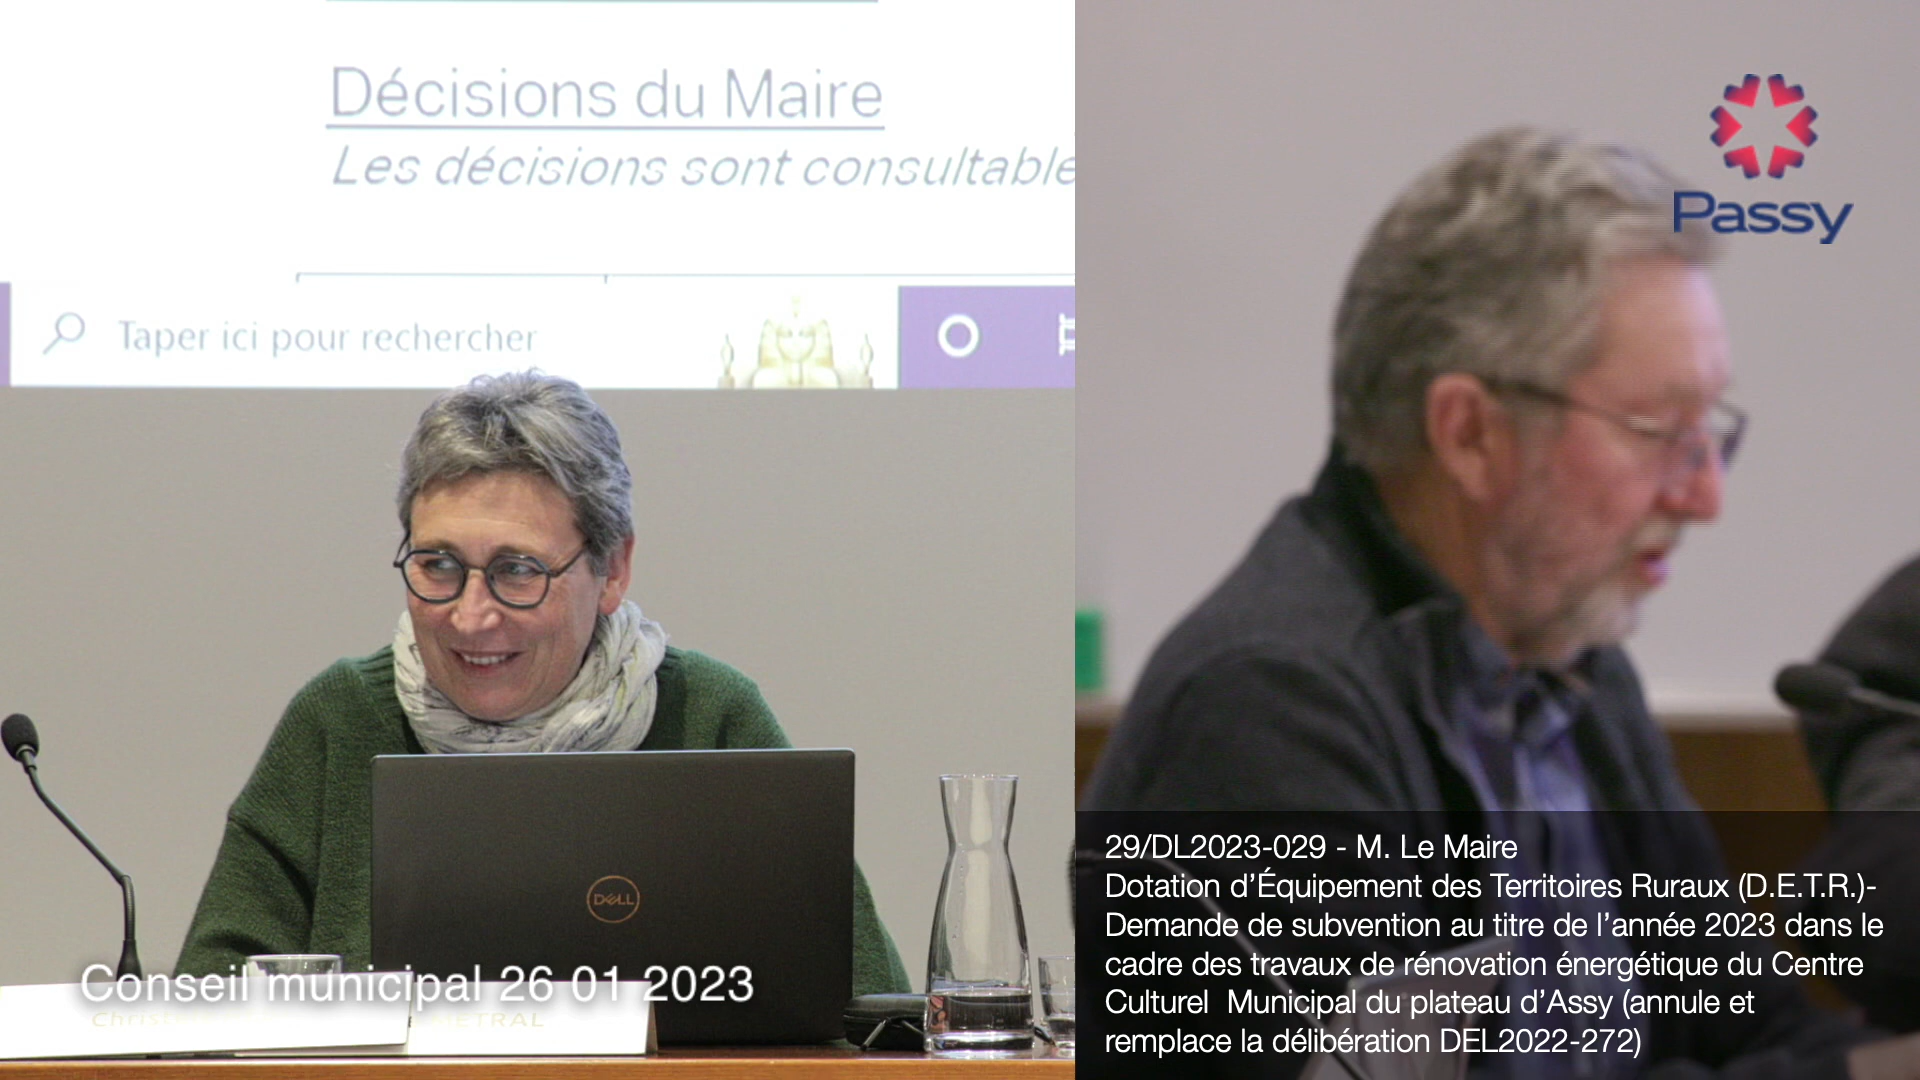 Décisions du Maire
Les décisions sont consultable
Taper ici pour rechercher
Passy
DELL
Conseil municipal 26 01 2023
METRAL
29/DL2023-029 - M. Le Maire
Dotation d’Équipement des Territoires Ruraux (D.E.T.R.)-
Demande de subvention au titre de l’année 2023 dans le
cadre des travaux de rénovation énergétique du Centre
Culturel  Municipal du plateau d’Assy (annule et
remplace la délibération DEL2022-272)